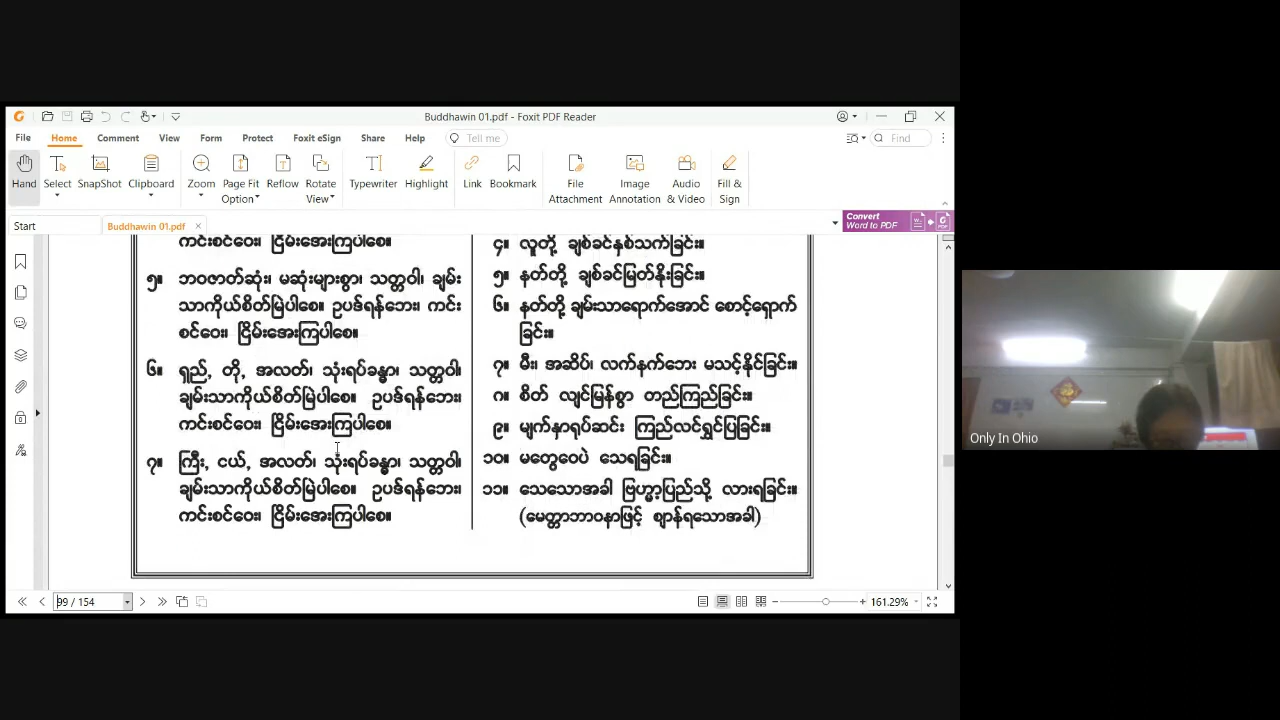 Buddhawin 01.pdf - Foxit PDF Reader
File Home Comment View Form Protect Foxit eSign Share Help Tell me Find
Hand Select SnapShot Clipboard Zoom Page Fit Option Reflow Rotate View Typewriter Highlight Link Bookmark File Attachment Image Annotation Audio & Video Fill & Sign
Start Buddhawin 01.pdf Convert Word to PDF
ကင်းစင်ဝေး၊ ငြိမ်းအေးကြပါစေ။
၅။ ဘဝဇာတ်ဆုံး၊ မဆုံးများစွာ၊ သတ္တဝါ၊ ချမ်း
သာကိုယ်စိတ်မြဲပါစေ။ ဥပဒ်ရန်ဘေး၊ ကင်း
စင်ဝေး၊ ငြိမ်းအေးကြပါစေ။
၆။ ရှည်, တို, အလတ်၊ သုံးရပ်ခန္ဓာ၊ သတ္တဝါ၊
ချမ်းသာကိုယ်စိတ်မြဲပါစေ။ ဥပဒ်ရန်ဘေး၊
ကင်းစင်ဝေး၊ ငြိမ်းအေးကြပါစေ။
၇။ ကြီး, ငယ်, အလတ်၊ သုံးရပ်ခန္ဓာ၊ သတ္တဝါ၊
ချမ်းသာကိုယ်စိတ်မြဲပါစေ။ ဥပဒ်ရန်ဘေး၊
ကင်းစင်ဝေး၊ ငြိမ်းအေးကြပါစေ။
၄။ လူတို့ ချစ်ခင်နှစ်သက်ခြင်း။
၅။ နတ်တို့ ချစ်ခင်မြတ်နိုးခြင်း။
၆။ နတ်တို့ ချမ်းသာရောက်အောင် စောင့်ရှောက်
ခြင်း။
၇။ မီး၊ အဆိပ်၊ လက်နက်ဘေး မသင့်နိုင်ခြင်း။
၈။ စိတ် လျင်မြန်စွာ တည်ကြည်ခြင်း။
၉။ မျက်နှာရုပ်ဆင်း ကြည်လင်ရွှင်ပြခြင်း။
၁၀။ မတွေဝေပဲ သေရခြင်း။
၁၁။ သေသောအခါ ဗြဟ္မာ့ပြည်သို့ လားရခြင်း။
(မေတ္တာဘာဝနာဖြင့် ဈာန်ရသောအခါ)
99 / 154
161.29%
Only In Ohio